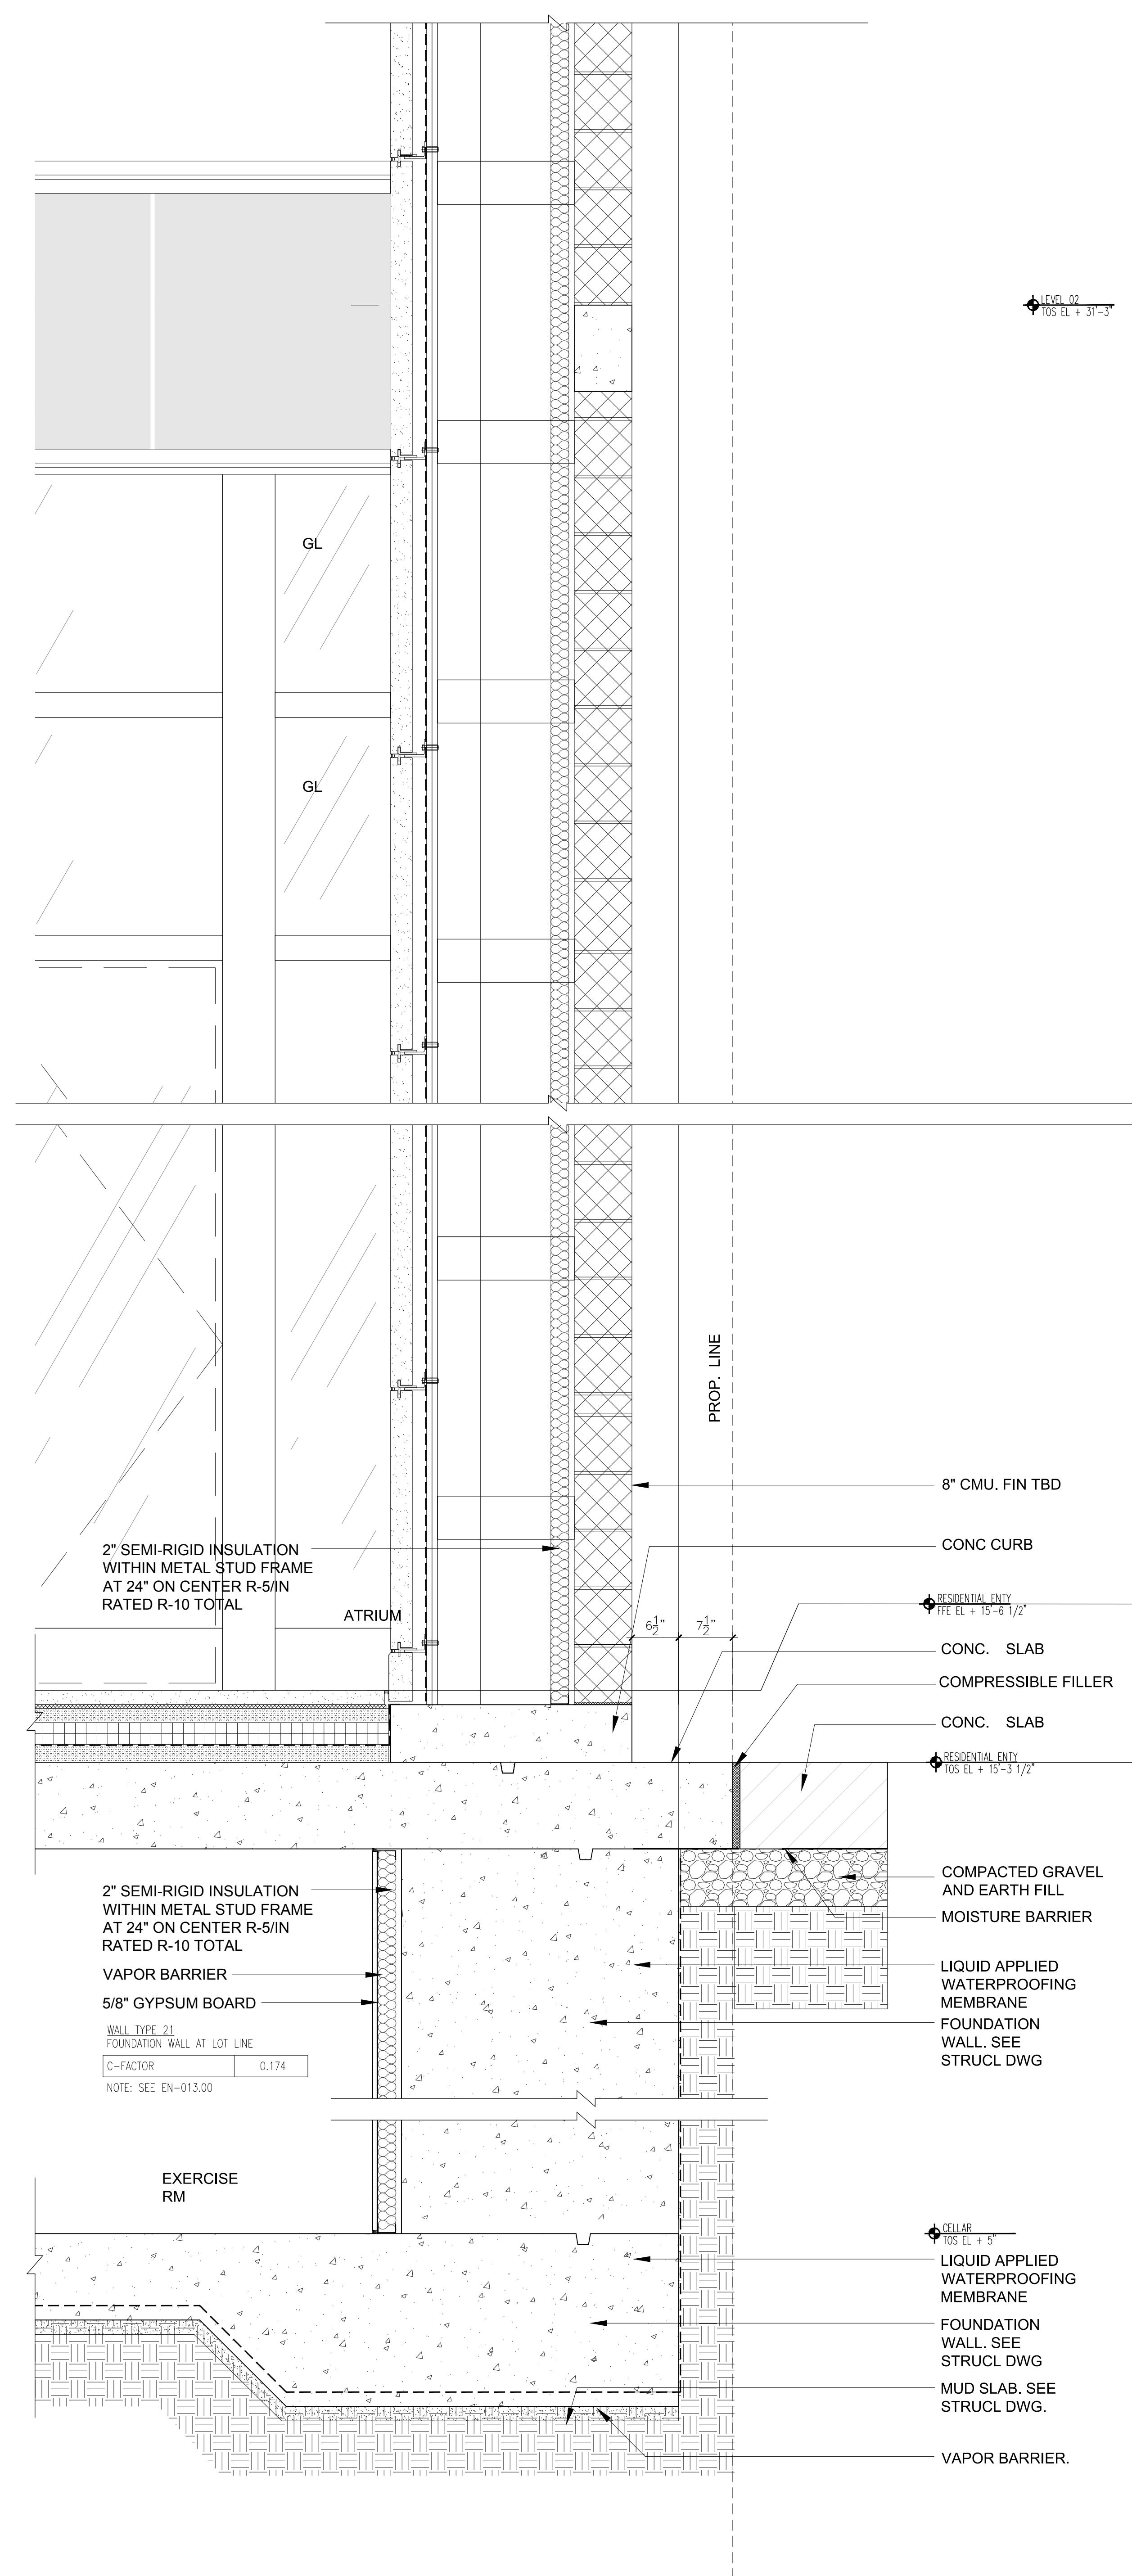 LEVEL 02
TOS EL + 31'-3"
GL
GL
PROP. LINE
8" CMU. FIN TBD
CONC CURB
2" SEMI-RIGID INSULATION
WITHIN METAL STUD FRAME
AT 24" ON CENTER R-5/IN
RATED R-10 TOTAL
ATRIUM
RESIDENTIAL ENTY
FFE EL + 15'-6 1/2"
6 1/2"
7 1/2"
CONC. SLAB
COMPRESSIBLE FILLER
CONC. SLAB
RESIDENTIAL ENTY
TOS EL + 15'-3 1/2"
2" SEMI-RIGID INSULATION
WITHIN METAL STUD FRAME
AT 24" ON CENTER R-5/IN
RATED R-10 TOTAL
VAPOR BARRIER
5/8" GYPSUM BOARD
WALL TYPE 21
FOUNDATION WALL AT LOT LINE
C-FACTOR 0.174
NOTE: SEE EN-013.00
COMPACTED GRAVEL
AND EARTH FILL
MOISTURE BARRIER
LIQUID APPLIED
WATERPROOFING
MEMBRANE
FOUNDATION
WALL. SEE
STRUCL DWG
EXERCISE
RM
CELLAR
TOS EL + 5"
LIQUID APPLIED
WATERPROOFING
MEMBRANE
FOUNDATION
WALL. SEE
STRUCL DWG
MUD SLAB. SEE
STRUCL DWG.
VAPOR BARRIER.